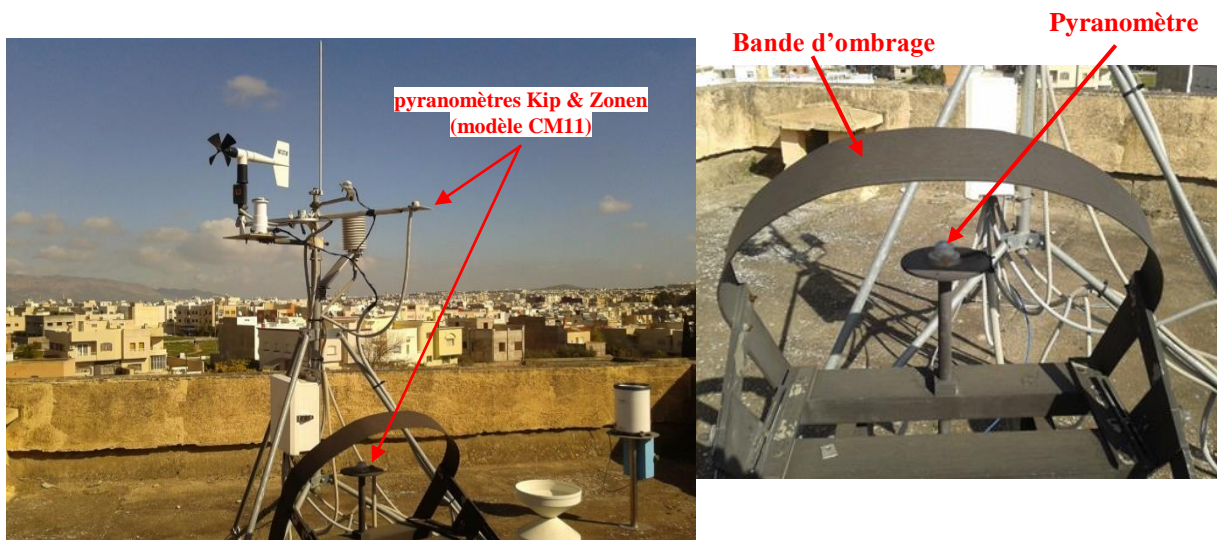 pyranomètres Kip & Zonen
(modèle CM11)
Bande d'ombrage
Pyranomètre